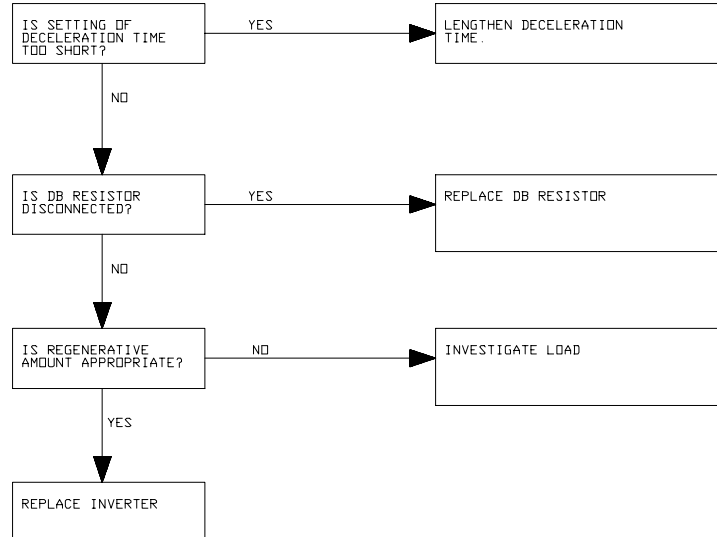 IS SETTING OF
DECELERATION TIME
TOO SHORT?
YES
LENGTHEN DECELERATION
TIME.
NO
IS DB RESISTOR
DISCONNECTED?
YES
REPLACE DB RESISTOR
NO
IS REGENERATIVE
AMOUNT APPROPRIATE?
NO
INVESTIGATE LOAD
YES
REPLACE INVERTER